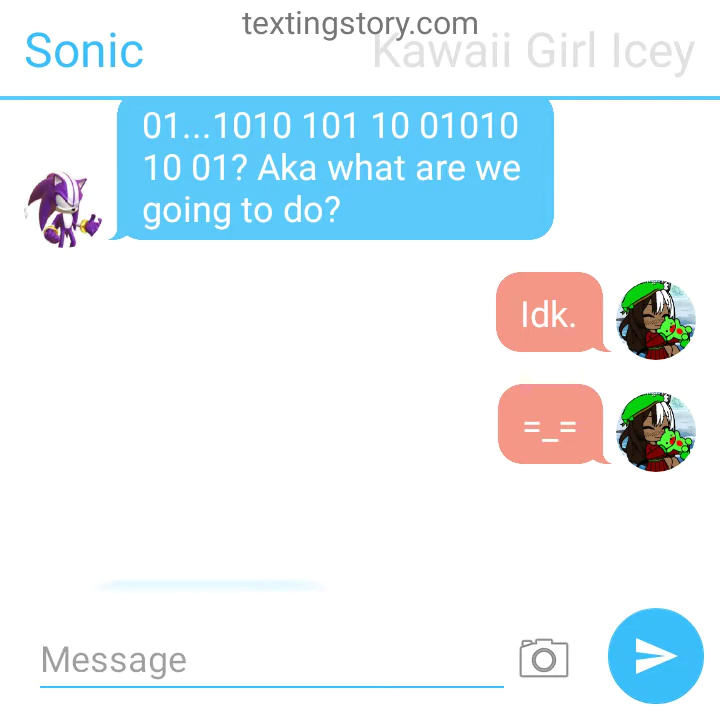 textingstory.com
Sonic
Kawaii Girl Icey
01...1010 101 10 01010
10 01? Aka what are we
going to do?
Idk.
=_=
Message